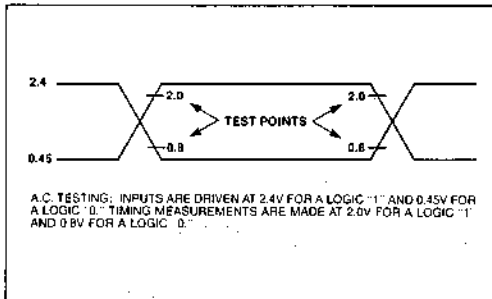 2.4
2.0
2.0
TEST POINTS
0.8
0.8
0.45
A.C. TESTING: INPUTS ARE DRIVEN AT 2.4V FOR A LOGIC "1" AND 0.45V FOR
A LOGIC "0." TIMING MEASUREMENTS ARE MADE AT 2.0V FOR A LOGIC "1"
AND 0.8V FOR A LOGIC "0."